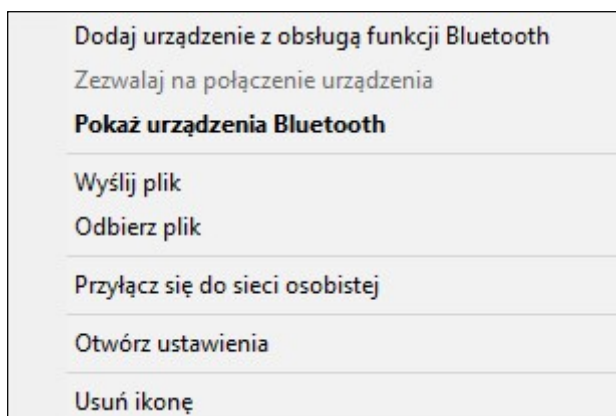 Dodaj urządzenie z obsługą funkcji Bluetooth
Zezwalaj na połączenie urządzenia
Pokaż urządzenia Bluetooth
Wyślij plik
Odbierz plik
Przyłącz się do sieci osobistej
Otwórz ustawienia
Usuń ikonę